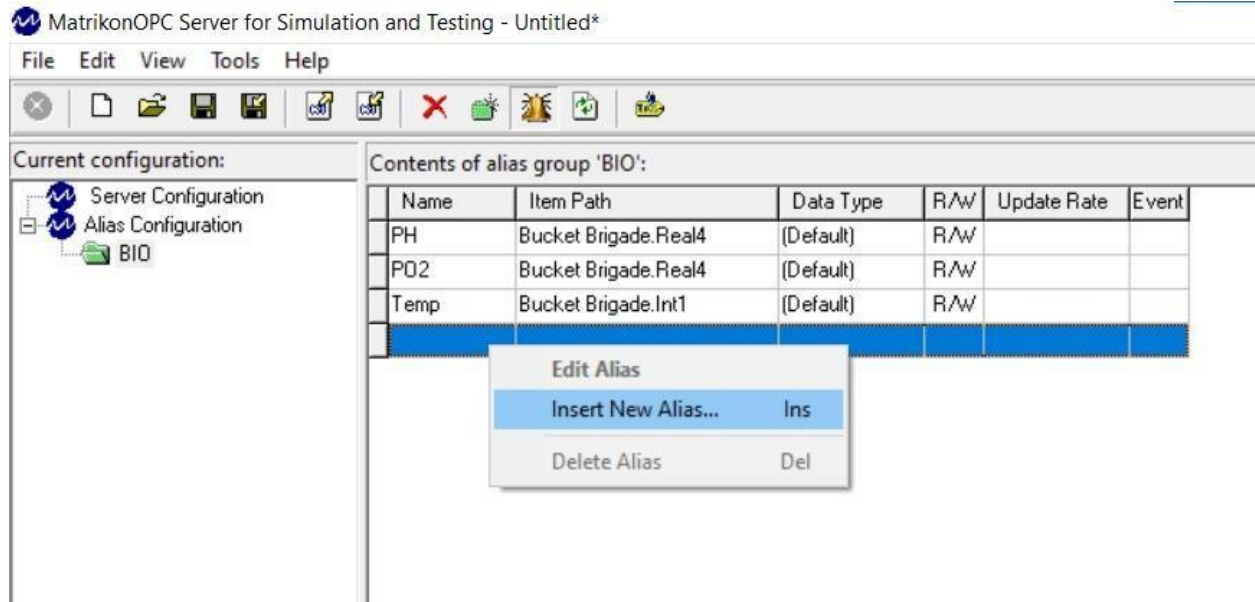 MatrikonOPC Server for Simulation and Testing - Untitled*
File Edit View Tools Help
Current configuration:
Server Configuration
Alias Configuration
BIO
Contents of alias group 'BIO':
Name Item Path Data Type R/W Update Rate Event
PH Bucket Brigade.Real4 (Default) R/W
PO2 Bucket Brigade.Real4 (Default) R/W
Temp Bucket Brigade.Int1 (Default) R/W
Edit Alias
Insert New Alias... Ins
Delete Alias Del